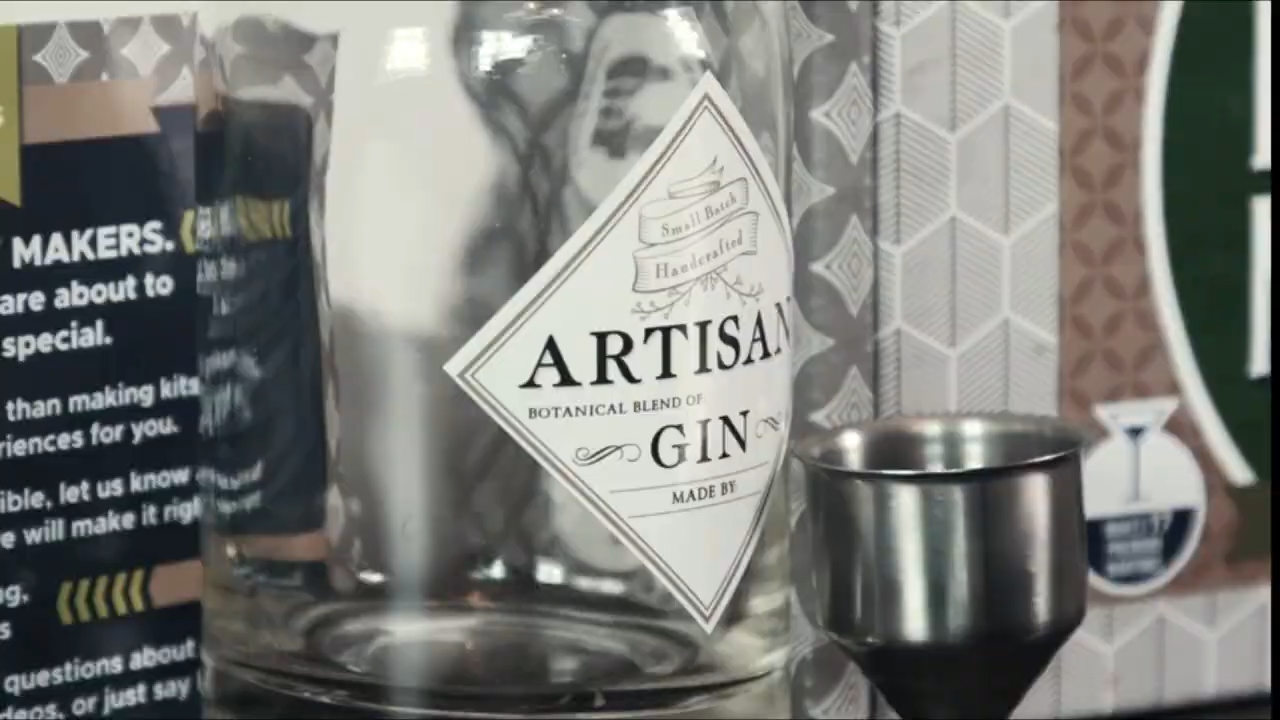 MAKERS.
are about to
special.
than making kits
riences for you.
ible, let us know
e will make it righ
ng,
s
questions about
deos, or just say
Small Batch
Handcrafted
ARTISAN
BOTANICAL BLEND OF
GIN
MADE BY